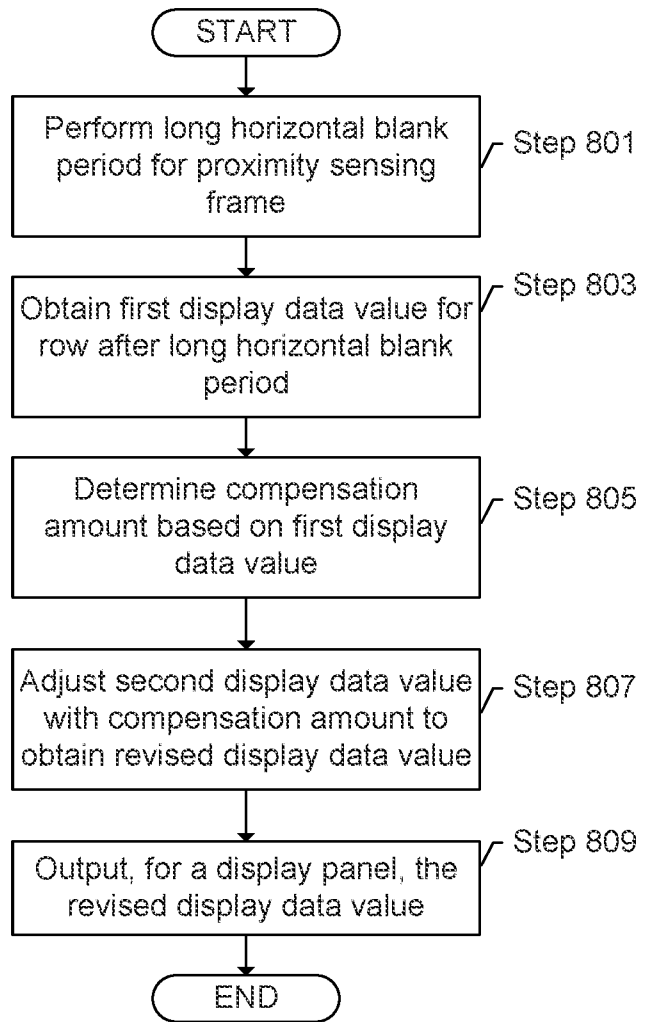 START
Perform long horizontal blank
period for proximity sensing
frame
Step 801
Obtain first display data value for
row after long horizontal blank
period
Step 803
Determine compensation
amount based on first display
data value
Step 805
Adjust second display data value
with compensation amount to
obtain revised display data value
Step 807
Output, for a display panel, the
revised display data value
Step 809
END